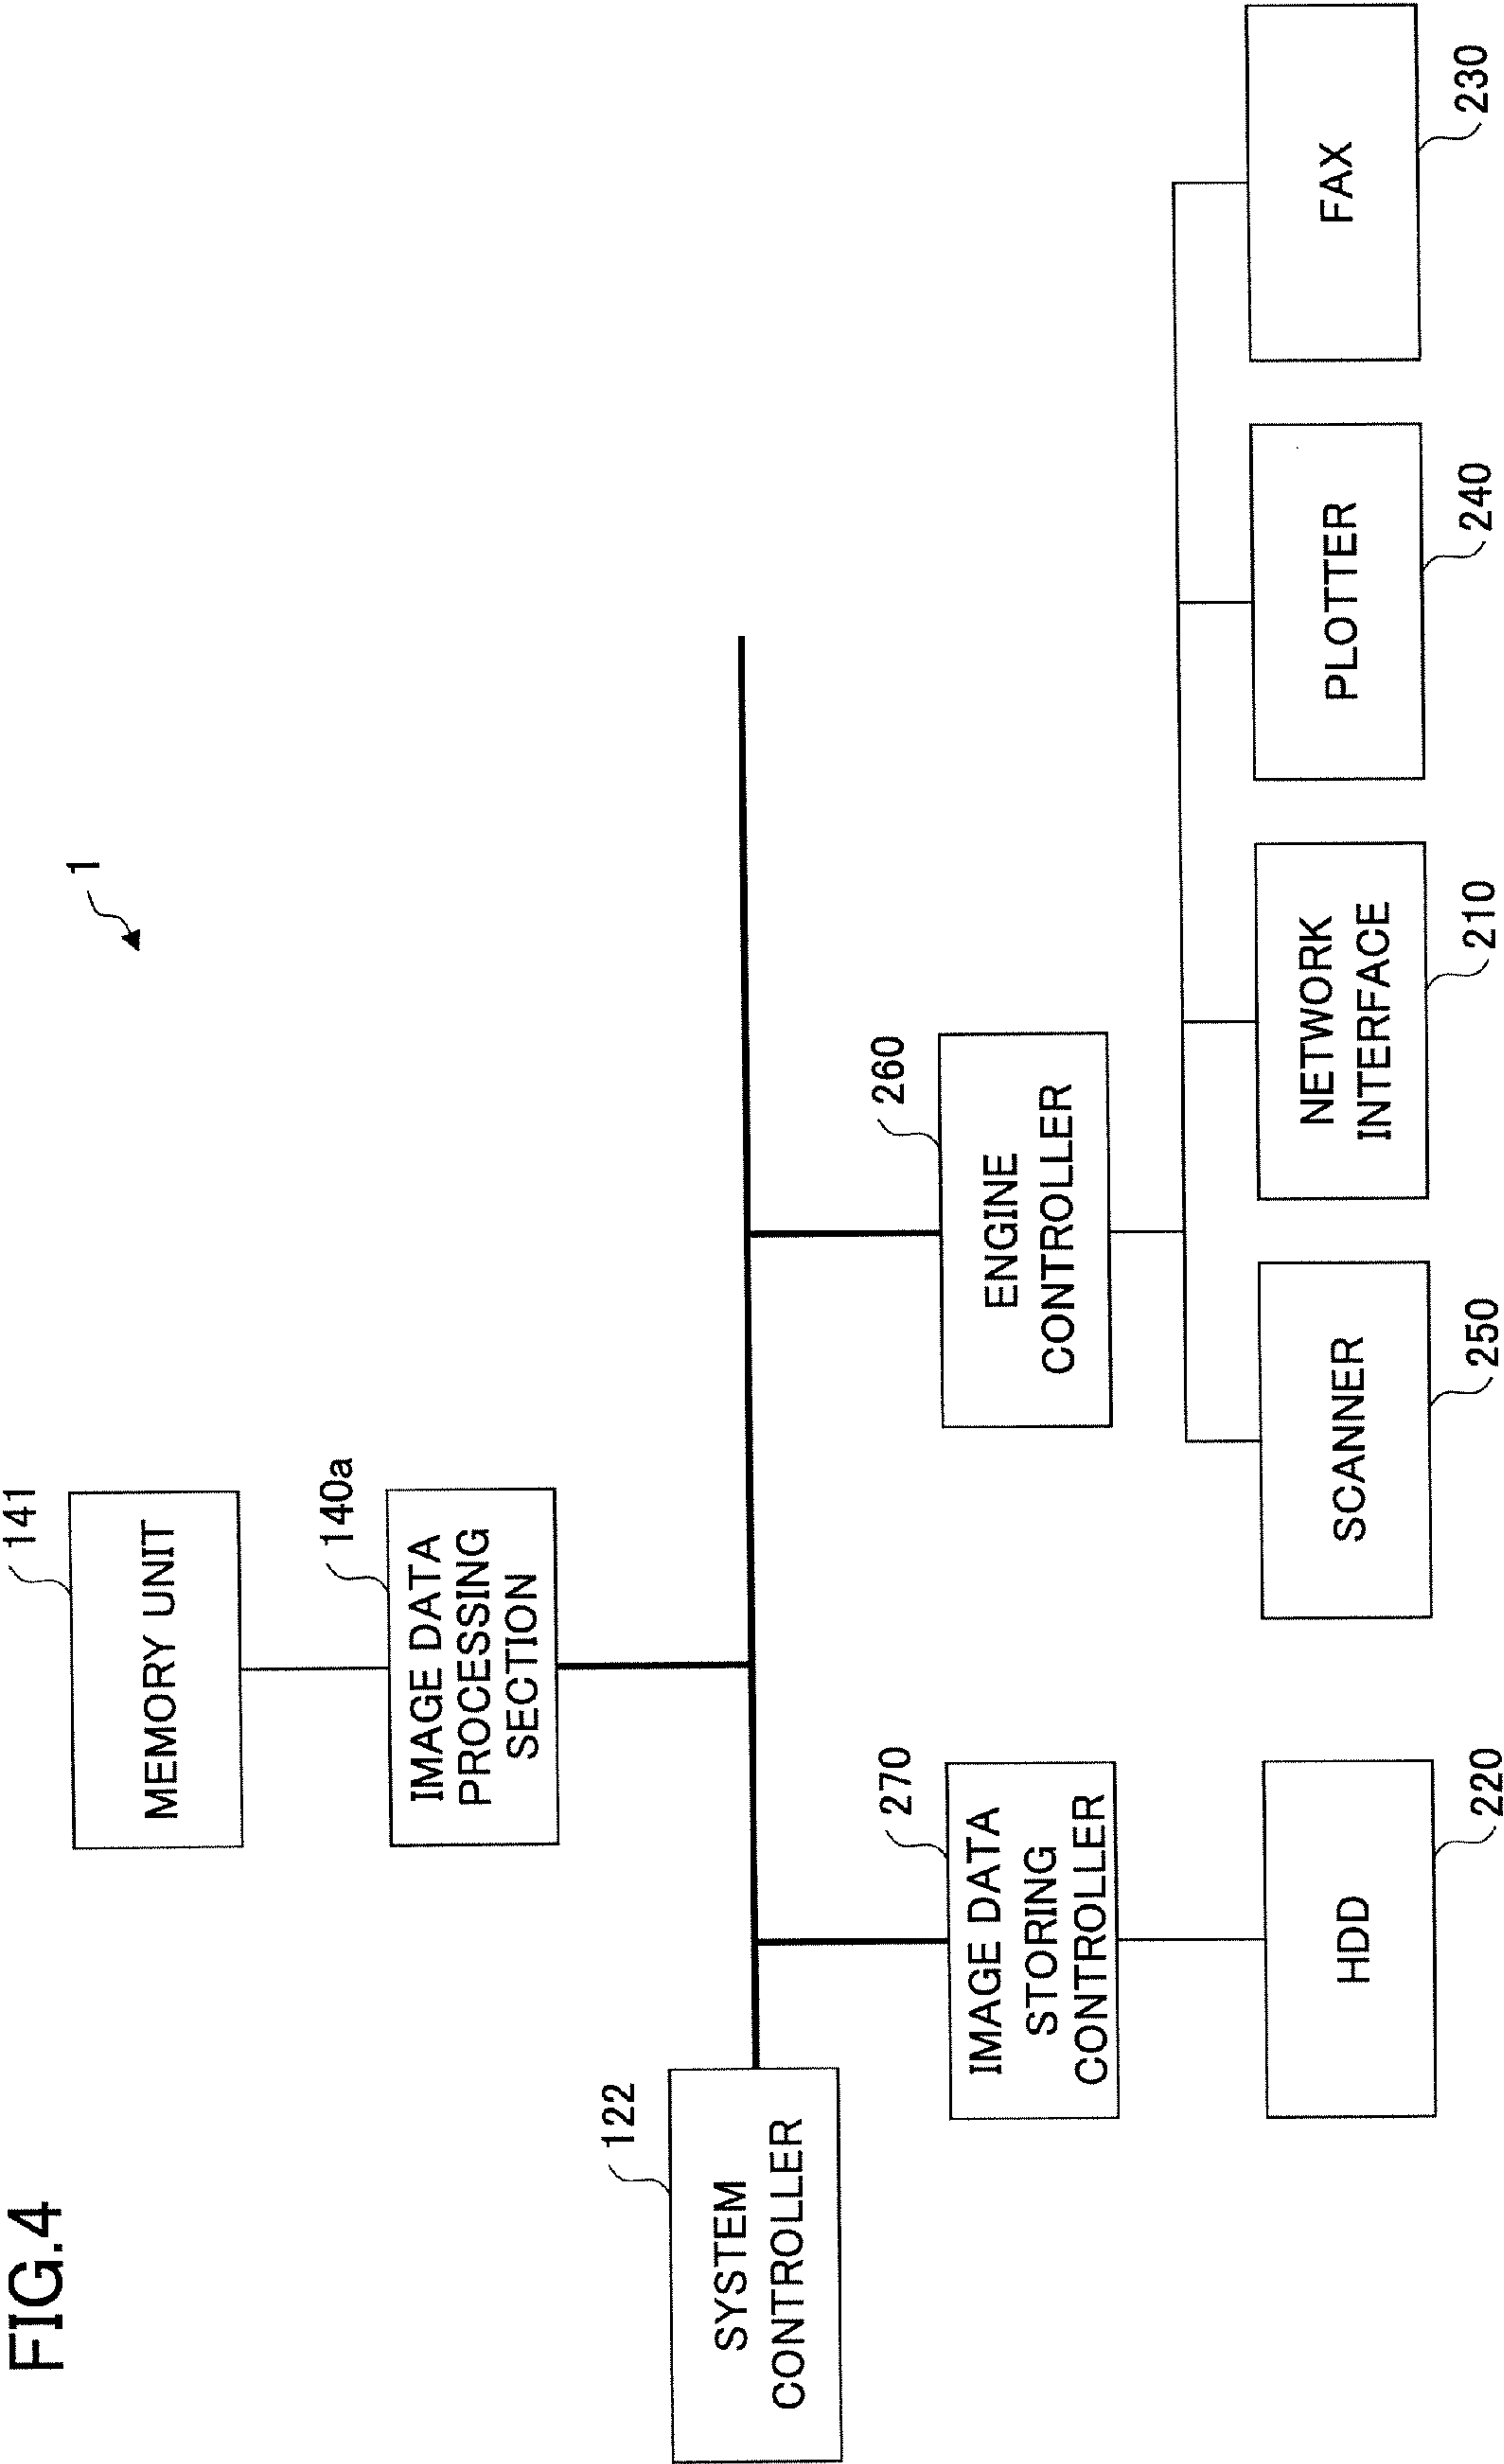 FIG.4
1
141
MEMORY UNIT
140a
IMAGE DATA
PROCESSING
SECTION
122
SYSTEM
CONTROLLER
270
IMAGE DATA
STORING
CONTROLLER
260
ENGINE
CONTROLLER
HDD
220
SCANNER
250
NETWORK
INTERFACE
210
PLOTTER
240
FAX
230